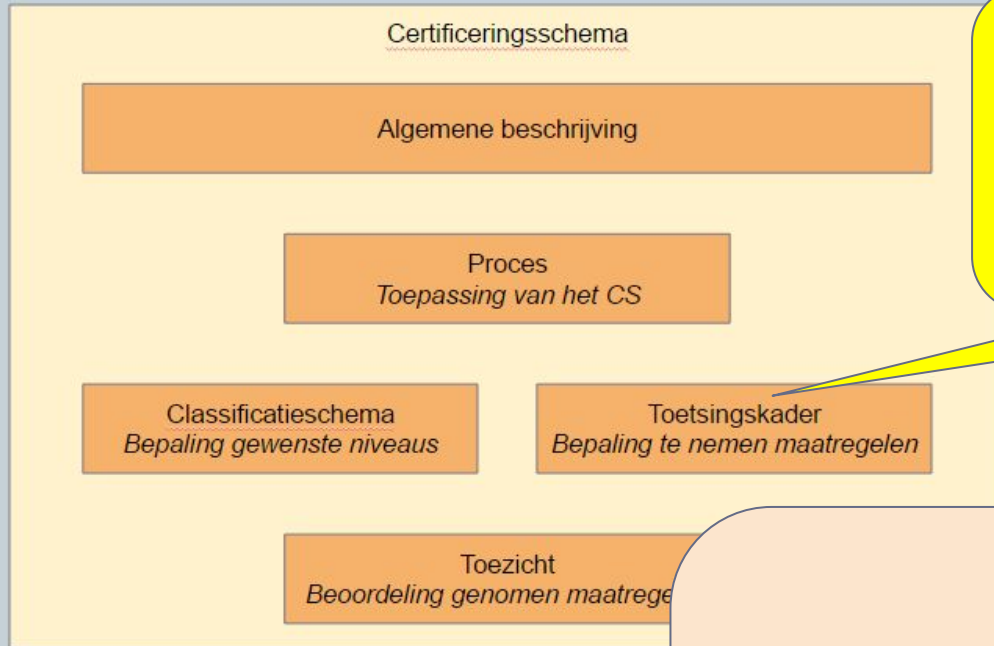 Certificeringsschema
Algemene beschrijving
Proces
Toepassing van het CS
Classificatieschema
Bepaling gewenste niveaus
Toetsingskader
Bepaling te nemen maatregelen
Toezicht
Beoordeling genomen